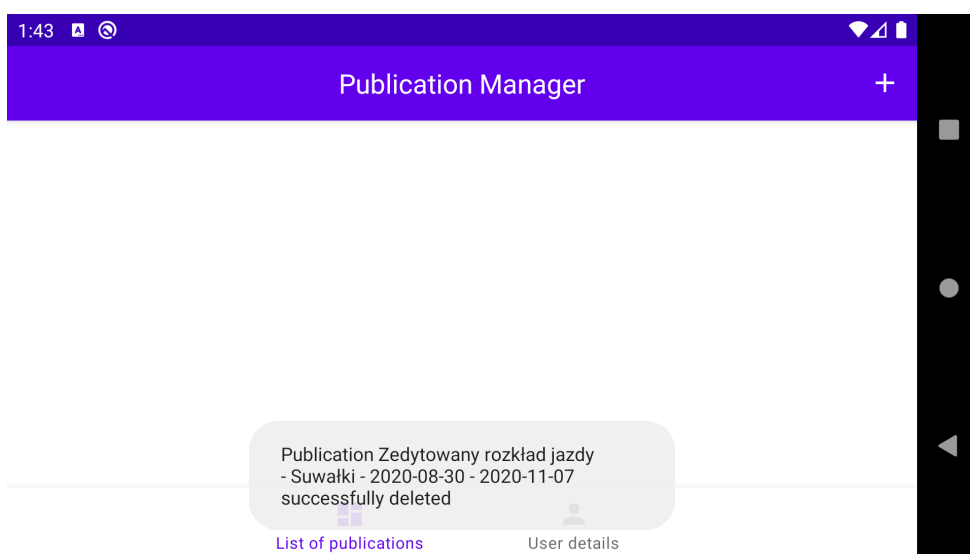 1:43
Publication Manager
Publication Zedytowany rozkład jazdy
- Suwałki - 2020-08-30 - 2020-11-07
successfully deleted
List of publications
User details